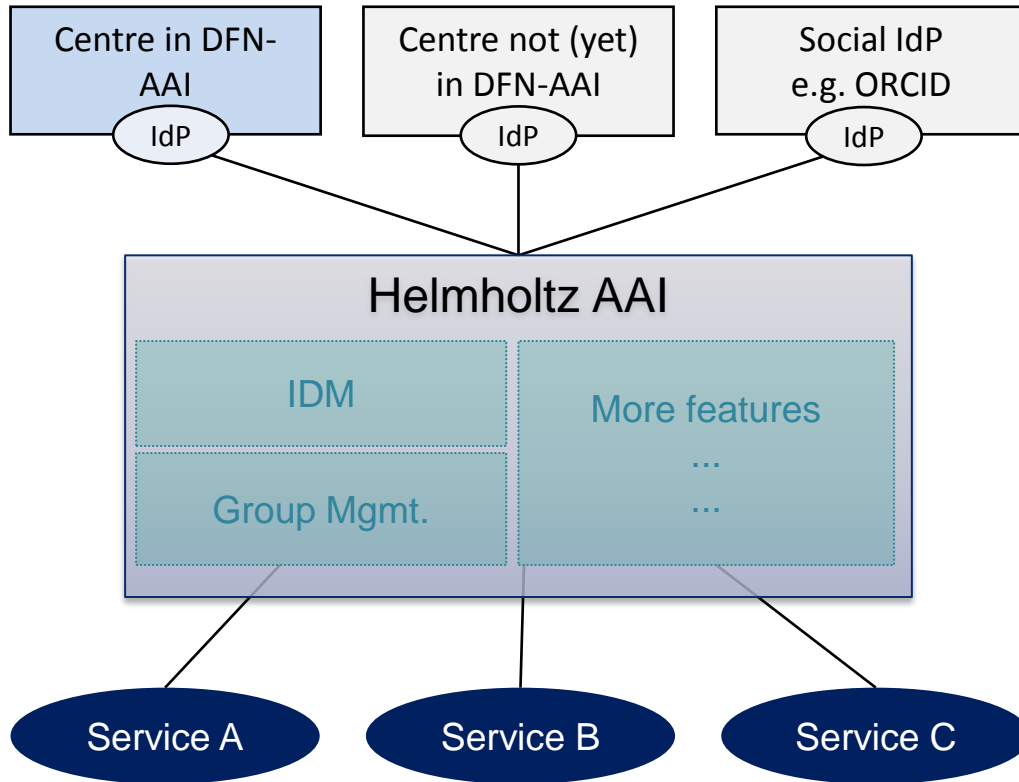 Centre in DFN-
AAI
IdP
Centre not (yet)
in DFN-AAI
IdP
Social IdP
e.g. ORCID
IdP
Helmholtz AAI
IDM
Group Mgmt.
More features
...
...
Service A
Service B
Service C